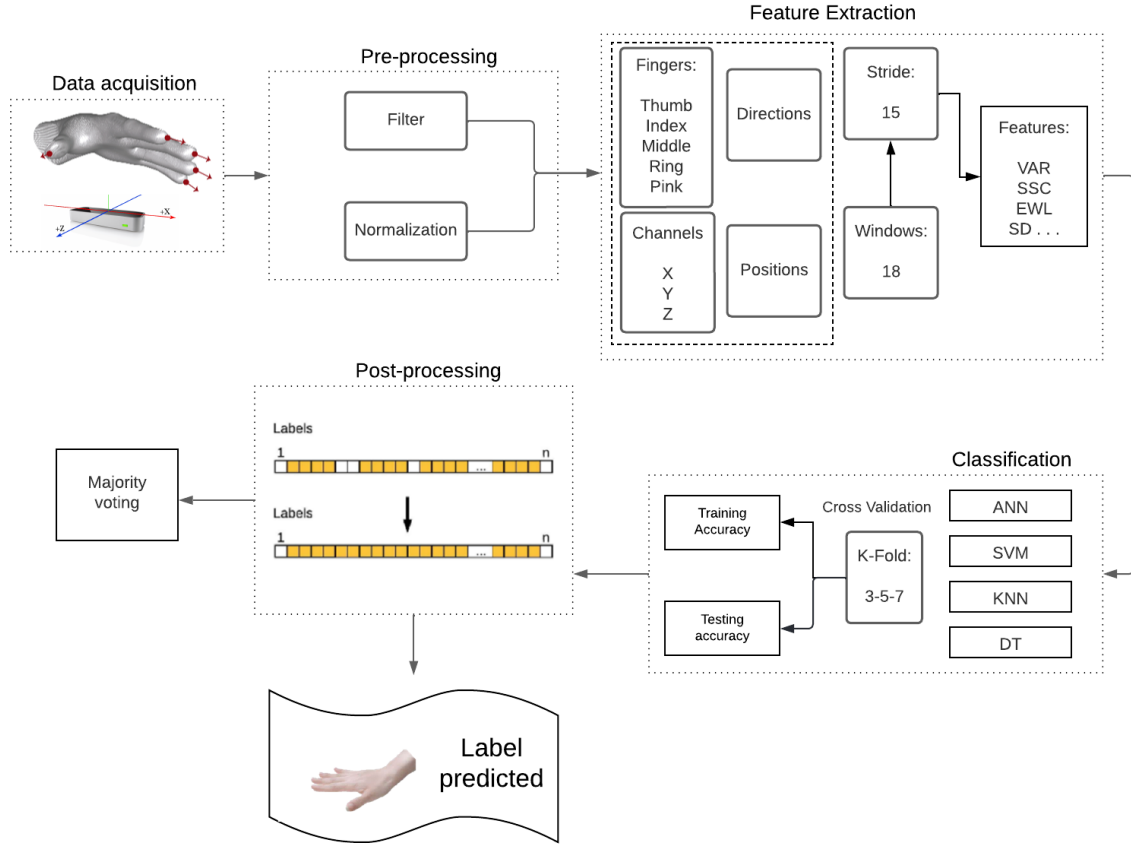 Feature Extraction
Pre-processing
Data acquisition
+X
+Z
Filter
Normalization
Fingers:
Thumb
Index
Middle
Ring
Pink
Directions
Channels
X
Y
Z
Positions
Stride:
15
Windows:
18
Features:
VAR
SSC
EWL
SD . . .
Post-processing
Labels
1
n
...
Labels
1
n
...
Majority
voting
Classification
Training
Accuracy
Testing
accuracy
Cross Validation
K-Fold:
3-5-7
ANN
SVM
KNN
DT
Label
predicted